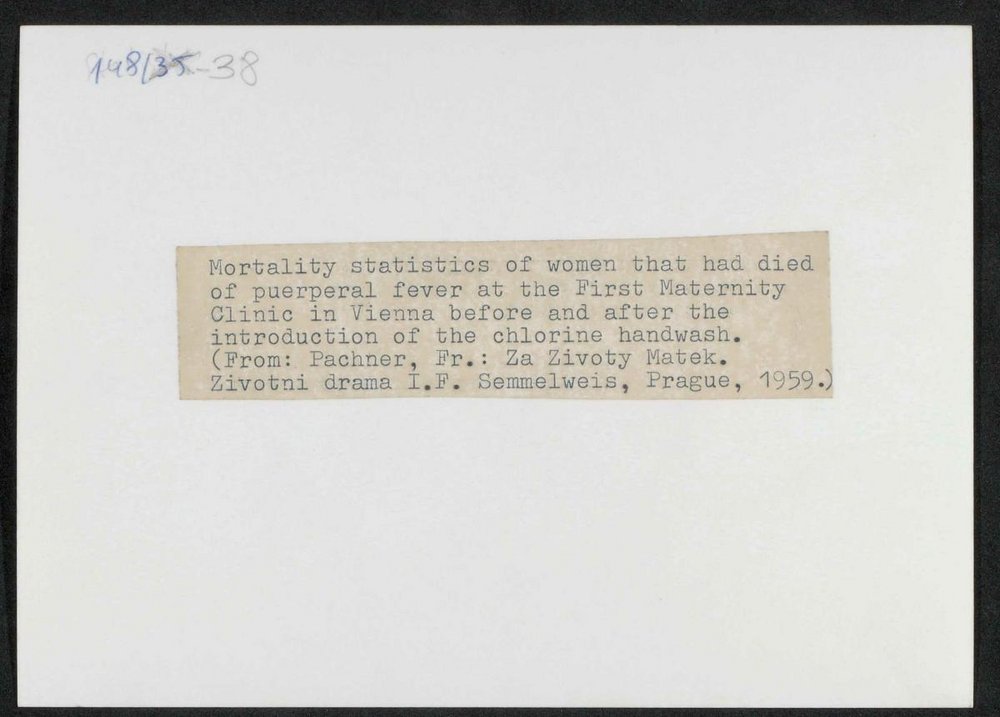 148/35-38
Mortality statistics of women that had died
of puerperal fever at the First Maternity
Clinic in Vienna before and after the
introduction of the chlorine handwash.
(From: Pachner, Fr.: Za Zivoty Matek.
Zivotni drama I.F. Semmelweis, Prague, 1959.)